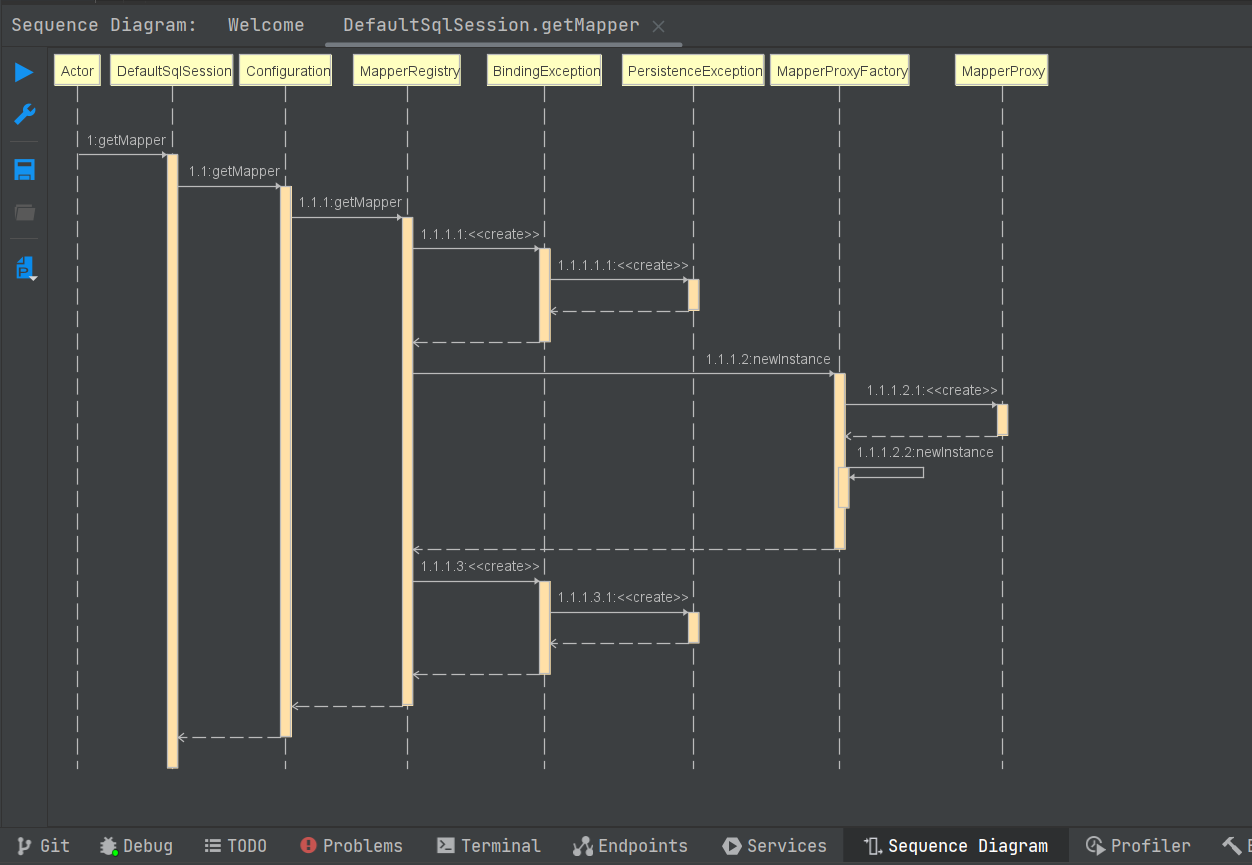 Sequence Diagram: Welcome DefaultSqlSession.getMapper
Actor DefaultSqlSession Configuration MapperRegistry BindingException PersistenceException MapperProxyFactory MapperProxy
1:getMapper
1.1:getMapper
1.1.1:getMapper
1.1.1.1:<<create>>
1.1.1.1.1:<<create>>
1.1.1.2:newInstance
1.1.1.2.1:<<create>>
1.1.1.2.2:newInstance
1.1.1.3:<<create>>
1.1.1.3.1:<<create>>
Git Debug TODO Problems Terminal Endpoints Services Sequence Diagram Profiler